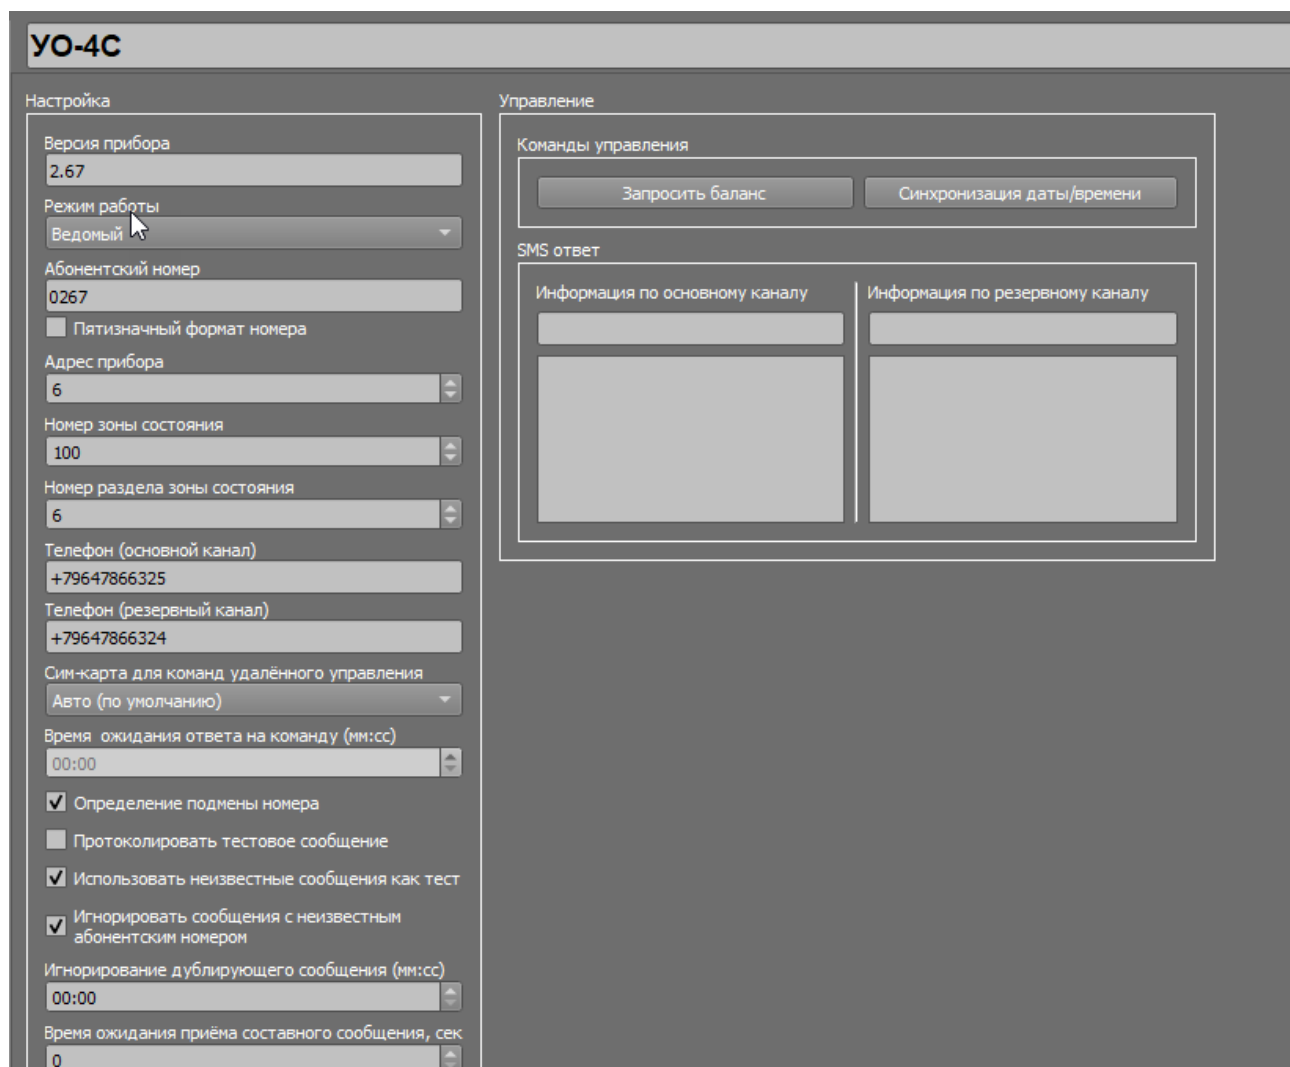 УО-4С
Настройка
Версия прибора
2.67
Режим работы
Ведомый
Абонентский номер
0267
Пятизначный формат номера
Адрес прибора
6
Номер зоны состояния
100
Номер раздела зоны состояния
6
Телефон (основной канал)
+79647866325
Телефон (резервный канал)
+79647866324
Сим-карта для команд удалённого управления
Авто (по умолчанию)
Время ожидания ответа на команду (мм:сс)
00:00
Определение подмены номера
Протоколировать тестовое сообщение
Использовать неизвестные сообщения как тест
Игнорировать сообщения с неизвестным
абонентским номером
Игнорирование дублирующего сообщения (мм:сс)
00:00
Время ожидания приёма составного сообщения, сек
0
Управление
Команды управления
Запросить баланс
Синхронизация даты/времени
SMS ответ
Информация по основному каналу
Информация по резервному каналу